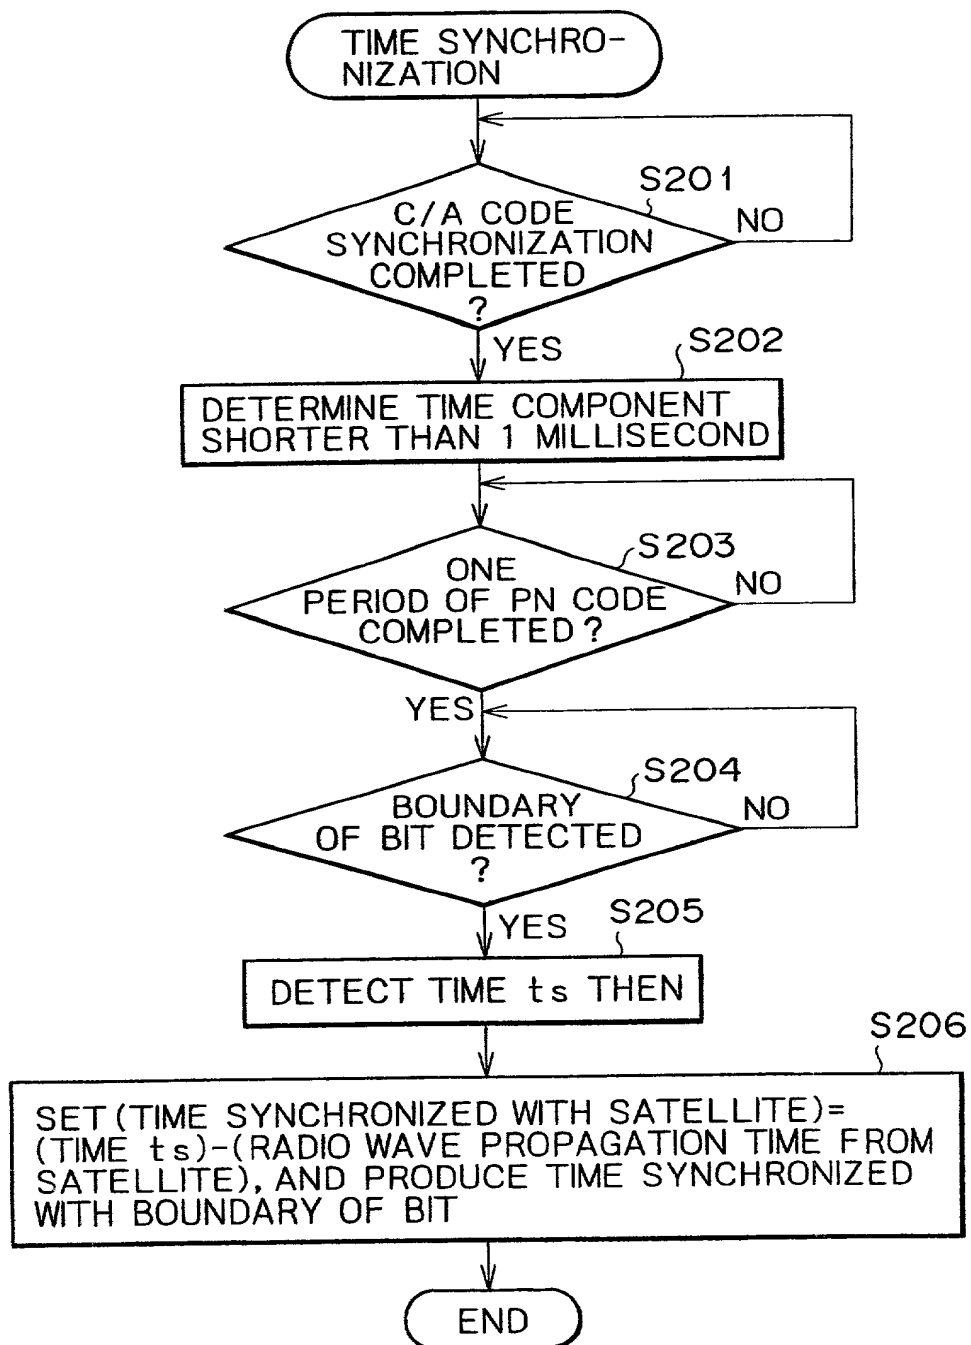 TIME SYNCHRO-
NIZATION
S201
C/A CODE
SYNCHRONIZATION
COMPLETED
?
NO
YES
S202
DETERMINE TIME COMPONENT
SHORTER THAN 1 MILLISECOND
S203
ONE
PERIOD OF PN CODE
COMPLETED?
NO
YES
S204
BOUNDARY
OF BIT DETECTED
?
NO
YES
S205
DETECT TIME ts THEN
S206
SET(TIME SYNCHRONIZED WITH SATELLITE)=
(TIME ts)-(RADIO WAVE PROPAGATION TIME FROM
SATELLITE), AND PRODUCE TIME SYNCHRONIZED
WITH BOUNDARY OF BIT
END